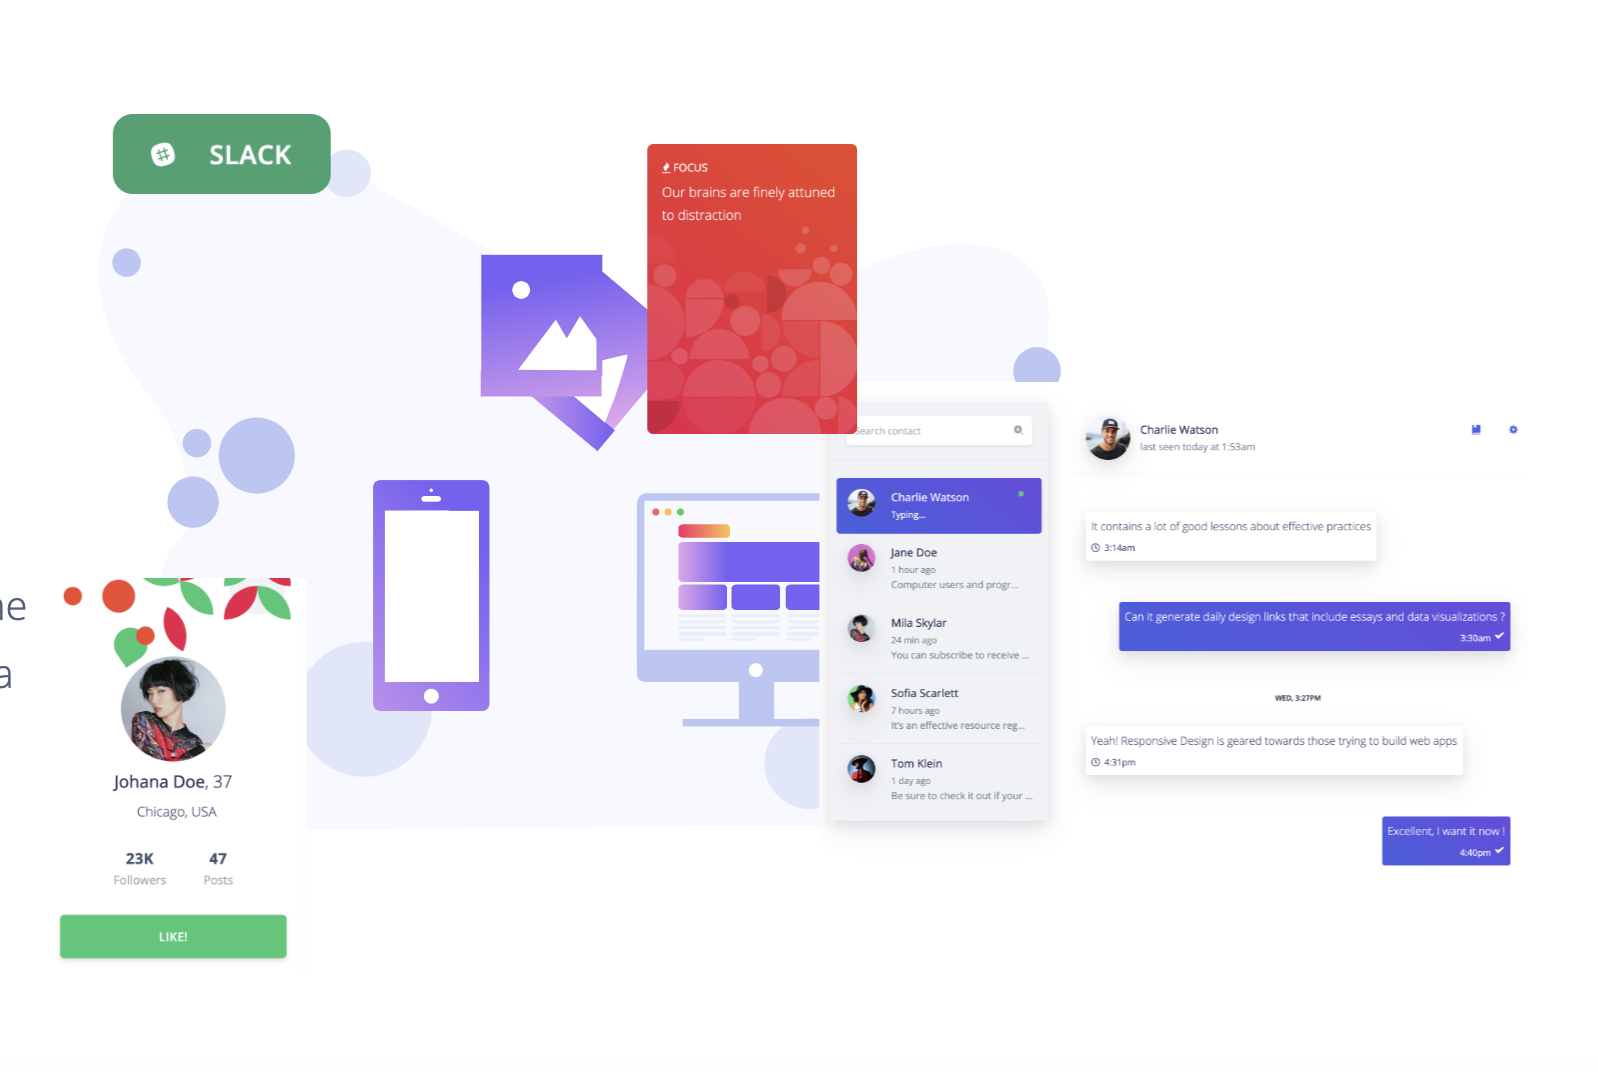 SLACK
FOCUS
Our brains are finely attuned
to distraction
Search contact
Charlie Watson
Typing...
Jane Doe
1 hour ago
Computer users and progr...
Mila Skylar
24 min ago
You can subscribe to receive ...
Sofia Scarlett
7 hours ago
It's an effective resource reg...
Tom Klein
1 day ago
Be sure to check it out if your ...
Charlie Watson
last seen today at 1:53am
It contains a lot of good lessons about effective practices
3:14am
Can it generate daily design links that include essays and data visualizations ?
3:30am
WED, 3:27PM
Yeah! Responsive Design is geared towards those trying to build web apps
4:31pm
Excellent, I want it now !
4:40pm
Johana Doe, 37
Chicago, USA
23K
Followers
47
Posts
LIKE!